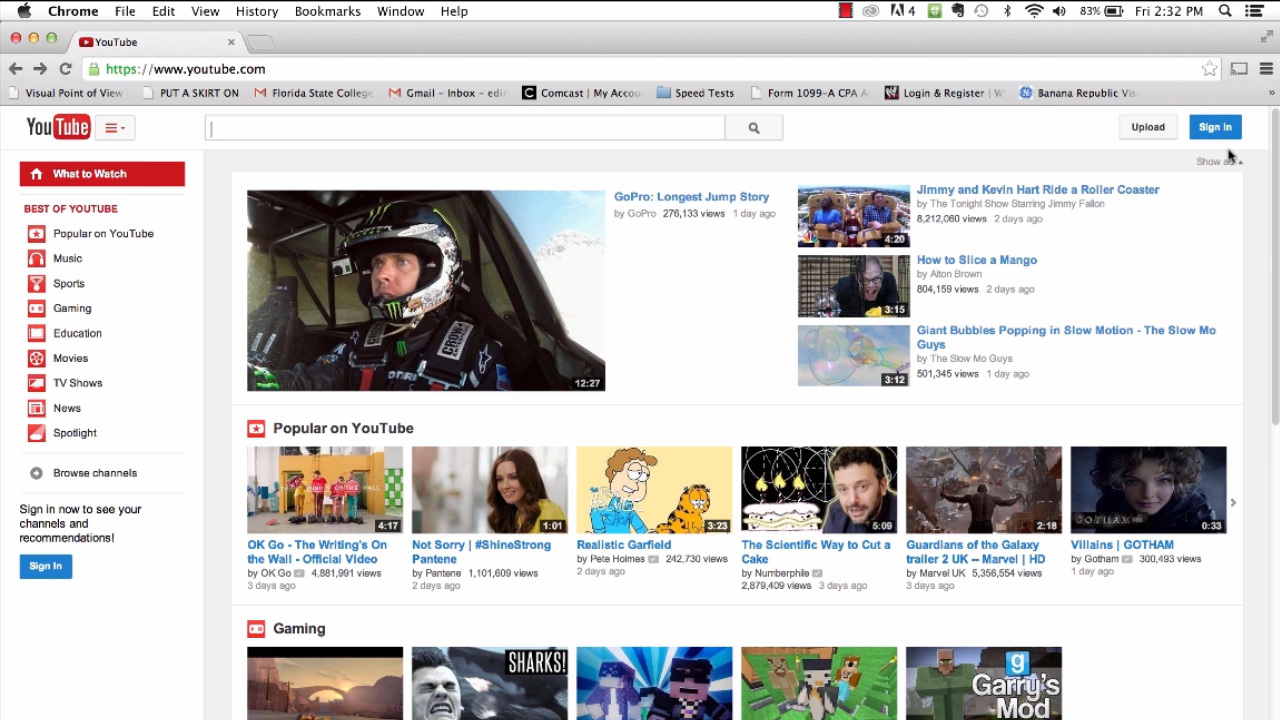 Chrome File Edit View History Bookmarks Window Help
4 83% Fri 2:32 PM
YouTube
https://www.youtube.com
Visual Point of View PUT A SKIRT ON Florida State College Gmail - Inbox - edi Comcast | My Accou Speed Tests Form 1099-A CPA Login & Register | W Banana Republic Vis »
YouTube
Upload Sign In
Show
What to Watch
BEST OF YOUTUBE
Popular on YouTube
Music
Sports
Gaming
Education
Movies
TV Shows
News
Spotlight
Browse channels
Sign in now to see your
channels and
recommendations!
Sign In
12:27
GoPro: Longest Jump Story
by GoPro 276,133 views 1 day ago
4:20
Jimmy and Kevin Hart Ride a Roller Coaster
by The Tonight Show Starring Jimmy Fallon
8,212,060 views 2 days ago
3:15
How to Slice a Mango
by Alton Brown
804,159 views 2 days ago
3:12
Giant Bubbles Popping in Slow Motion - The Slow Mo
Guys
by The Slow Mo Guys
501,345 views 1 day ago
Popular on YouTube
4:17
OK Go - The Writing's On
the Wall - Official Video
by OK Go 4,881,991 views
3 days ago
1:01
Not Sorry | #ShineStrong
Pantene
by Pantene 1,101,609 views
2 days ago
3:23
Realistic Garfield
by Pete Holmes 242,730 views
2 days ago
5:09
The Scientific Way to Cut a
Cake
by Numberphile
2,879,409 views 3 days ago
2:18
Guardians of the Galaxy
trailer 2 UK -- Marvel | HD
by Marvel UK 5,356,554 views
3 days ago
GOTHAM
0:33
Villains | GOTHAM
by Gotham 300,493 views
1 day ago
Gaming
SHARKS!
g
Garry's
Mod